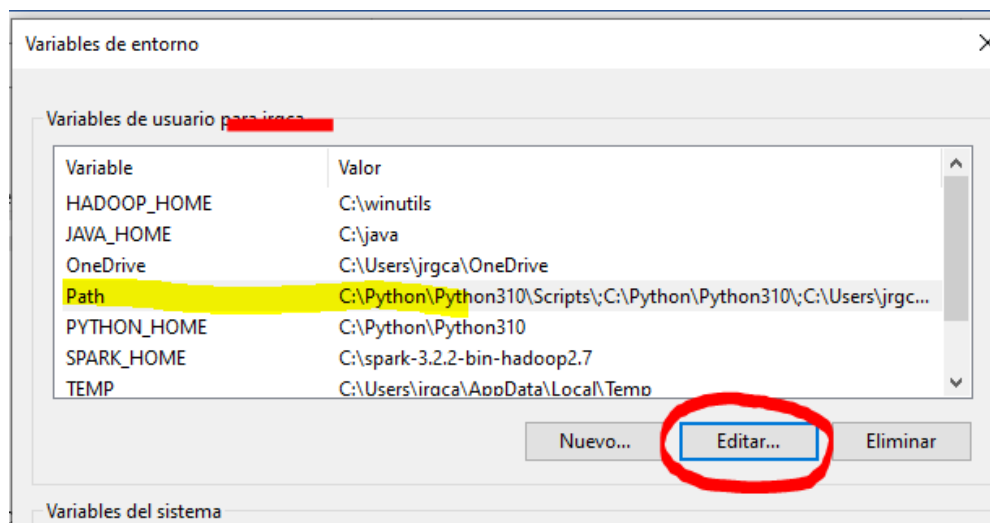 Variables de entorno
Variables de usuario para jrgca
Variable Valor
HADOOP_HOME C:\winutils
JAVA_HOME C:\java
OneDrive C:\Users\jrgca\OneDrive
Path C:\Python\Python310\Scripts\;C:\Python\Python310\;C:\Users\jrgc...
PYTHON_HOME C:\Python\Python310
SPARK_HOME C:\spark-3.2.2-bin-hadoop2.7
TEMP C:\Users\jrgca\AppData\Local\Temp
Nuevo... Editar... Eliminar
Variables del sistema